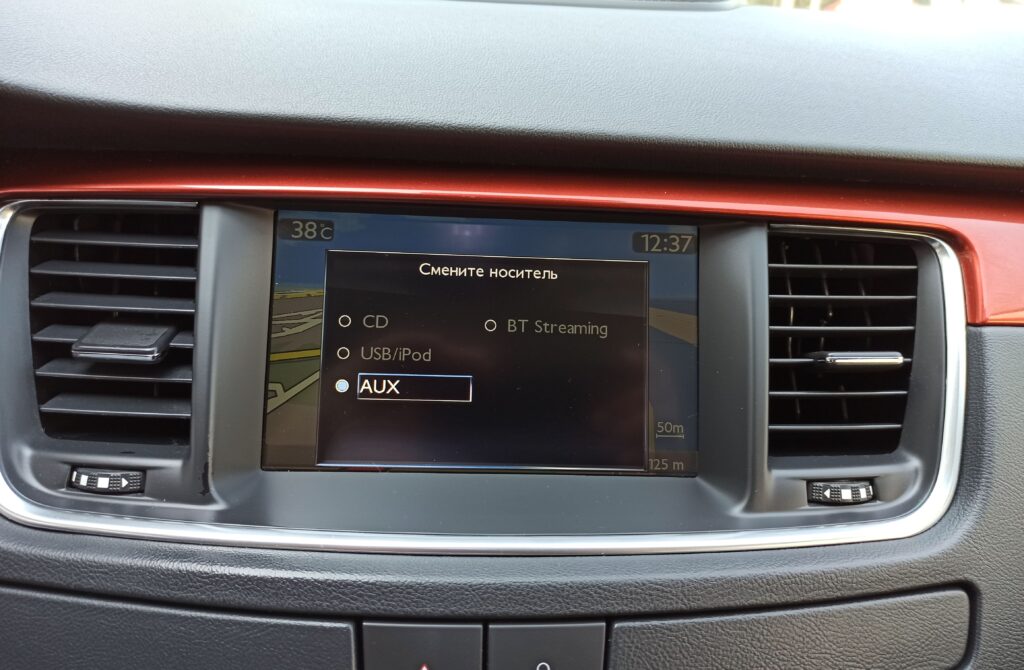 38°C
12:37
Смените носитель
CD
BT Streaming
USB/iPod
AUX
50m
125 m